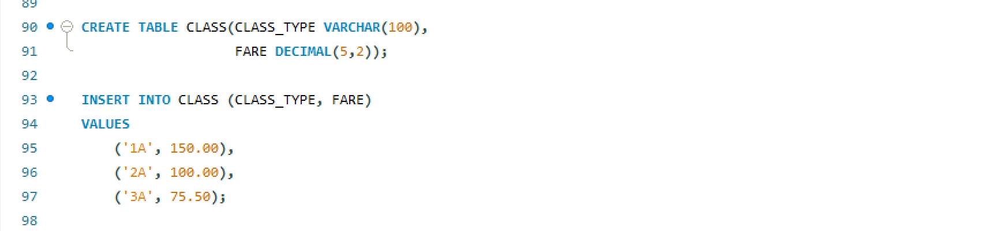 89
90 CREATE TABLE CLASS(CLASS_TYPE VARCHAR(100),
91 FARE DECIMAL(5,2));
92
93 INSERT INTO CLASS (CLASS_TYPE, FARE)
94 VALUES
95 ('1A', 150.00),
96 ('2A', 100.00),
97 ('3A', 75.50);
98